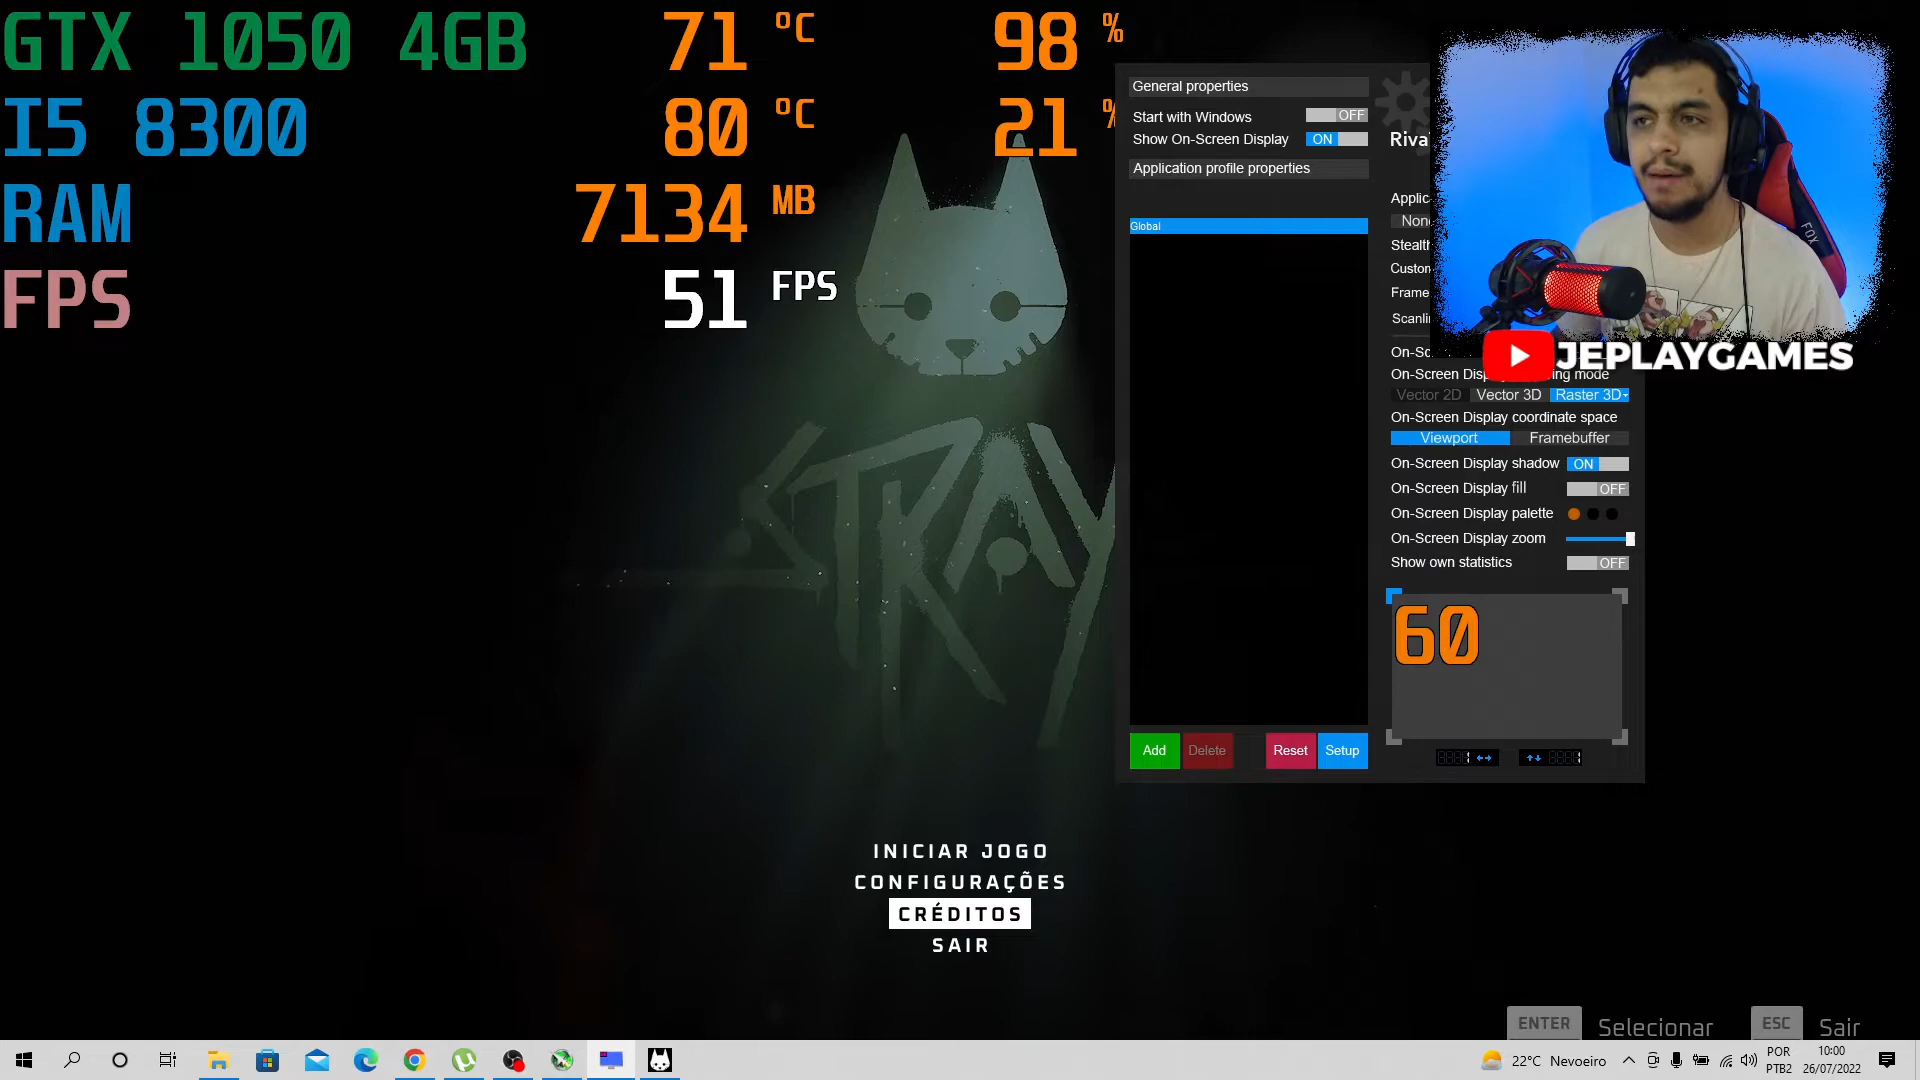 GTX 1050 4GB 71 °C 98 %
I5 8300 80 °C 21 %
RAM 7134 MB
FPS 51 FPS
STRAY
General properties
Start with Windows OFF
Show On-Screen Display ON
Application profile properties
Global
Add Delete Reset Setup
Riva
Applic
Non
Stealt
Custo
Frame
Scanli
On-Sc
On-Screen Disp ing mode
Vector 2D Vector 3D Raster 3D
On-Screen Display coordinate space
Viewport Framebuffer
On-Screen Display shadow ON
On-Screen Display fill OFF
On-Screen Display palette
On-Screen Display zoom
Show own statistics OFF
60
FOX
JEPLAYGAMES
INICIAR JOGO
CONFIGURAÇÕES
CRÉDITOS
SAIR
ENTER Selecionar ESC Sair
22°C Nevoeiro
POR
PTB2
10:00
26/07/2022